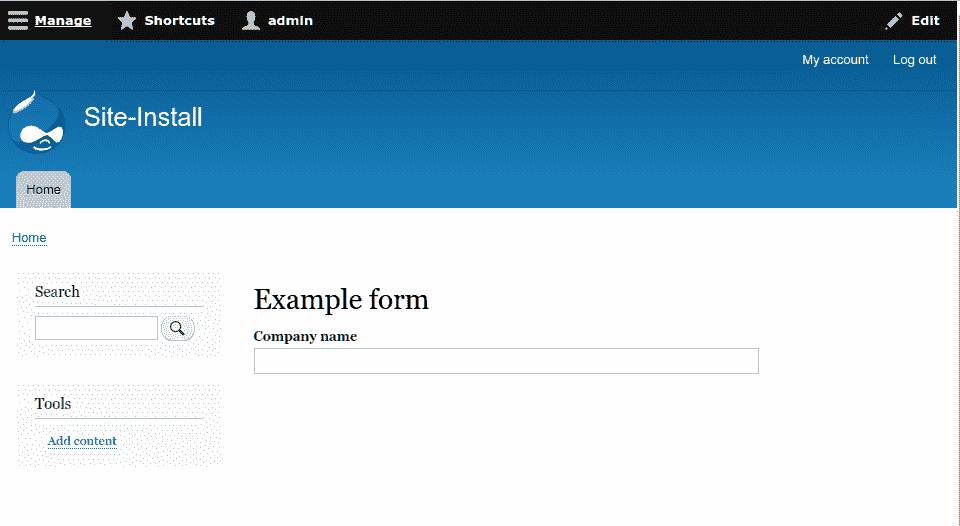 Manage Shortcuts admin Edit
My account Log out
Site-Install
Home
Home
Search
Example form
Company name
Tools
Add content